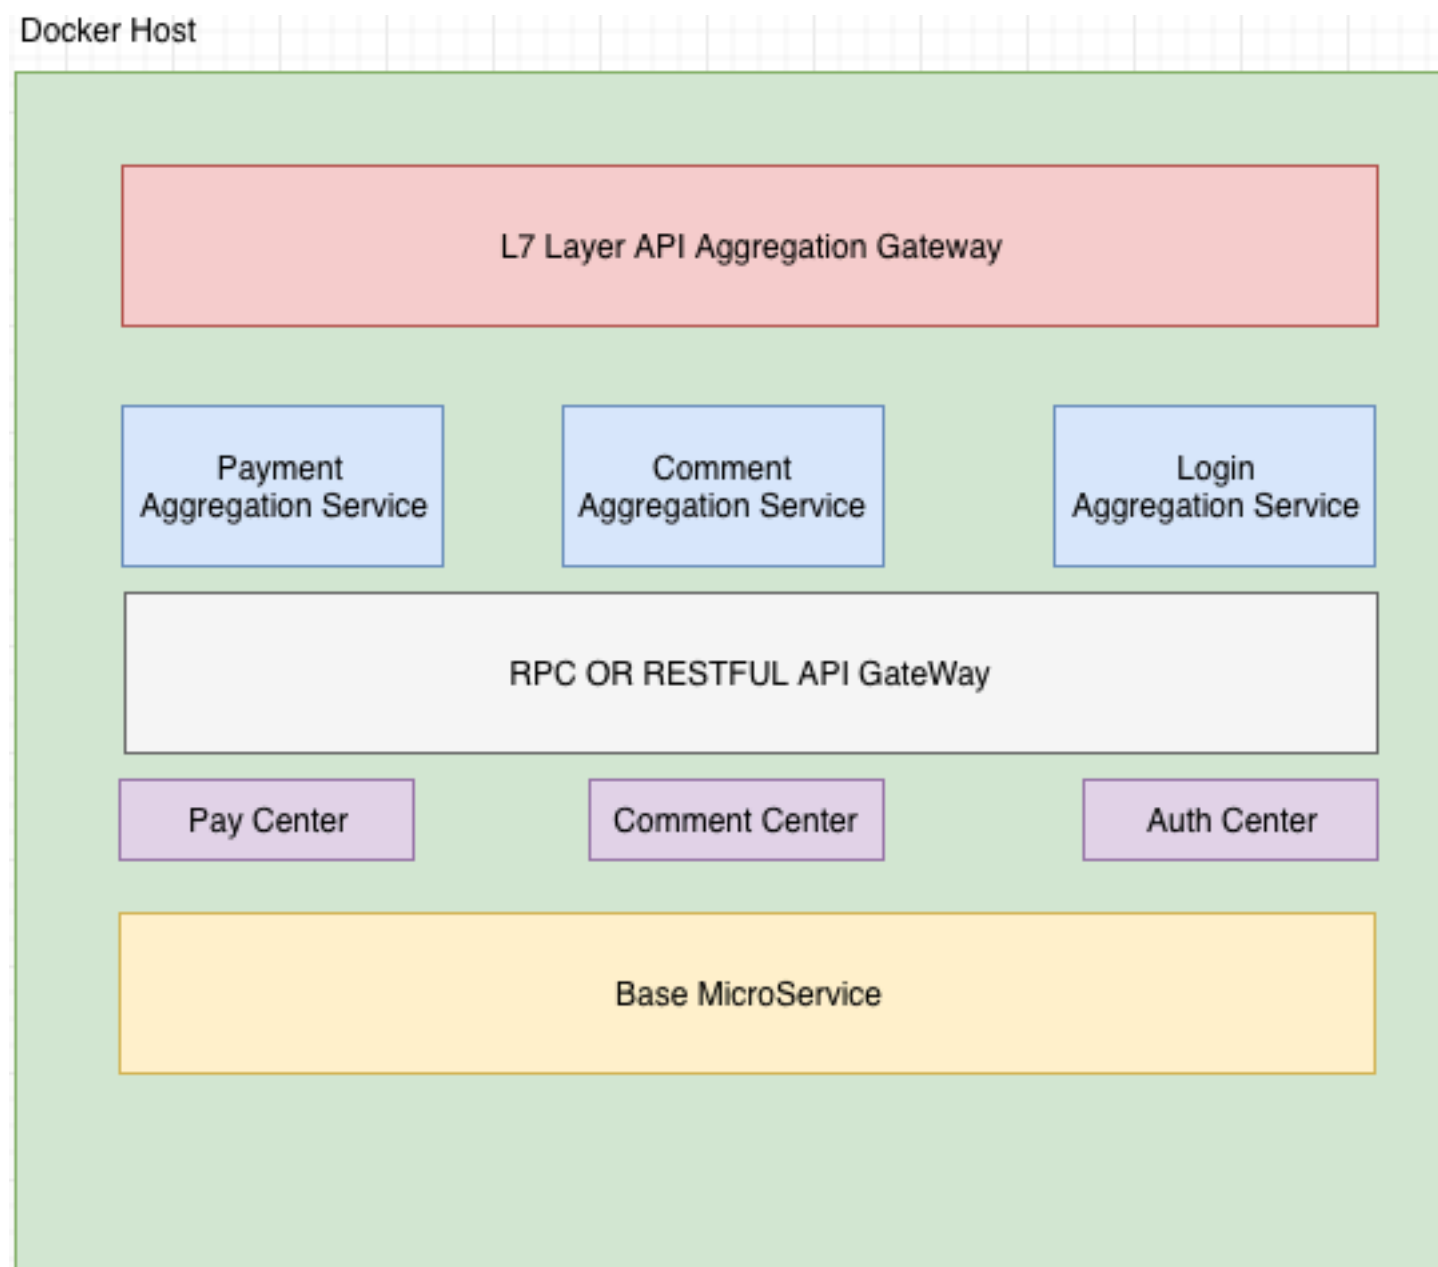 Docker Host
L7 Layer API Aggregation Gateway
Payment
Aggregation Service
Comment
Aggregation Service
Login
Aggregation Service
RPC OR RESTFUL API GateWay
Pay Center
Comment Center
Auth Center
Base MicroService